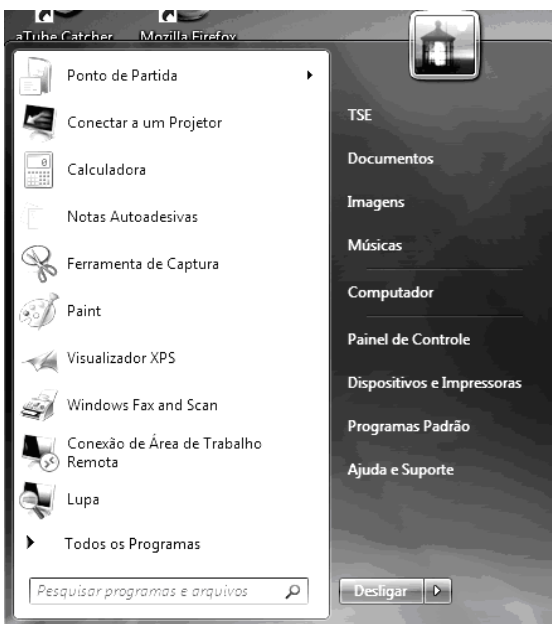 aTube Catcher
Mozilla Firefox
Ponto de Partida
Conectar a um Projetor
Calculadora
Notas Autoadesivas
Ferramenta de Captura
Paint
Visualizador XPS
Windows Fax and Scan
Conexão de Área de Trabalho
Remota
Lupa
Todos os Programas
Pesquisar programas e arquivos
TSE
Documentos
Imagens
Músicas
Computador
Painel de Controle
Dispositivos e Impressoras
Programas Padrão
Ajuda e Suporte
Desligar